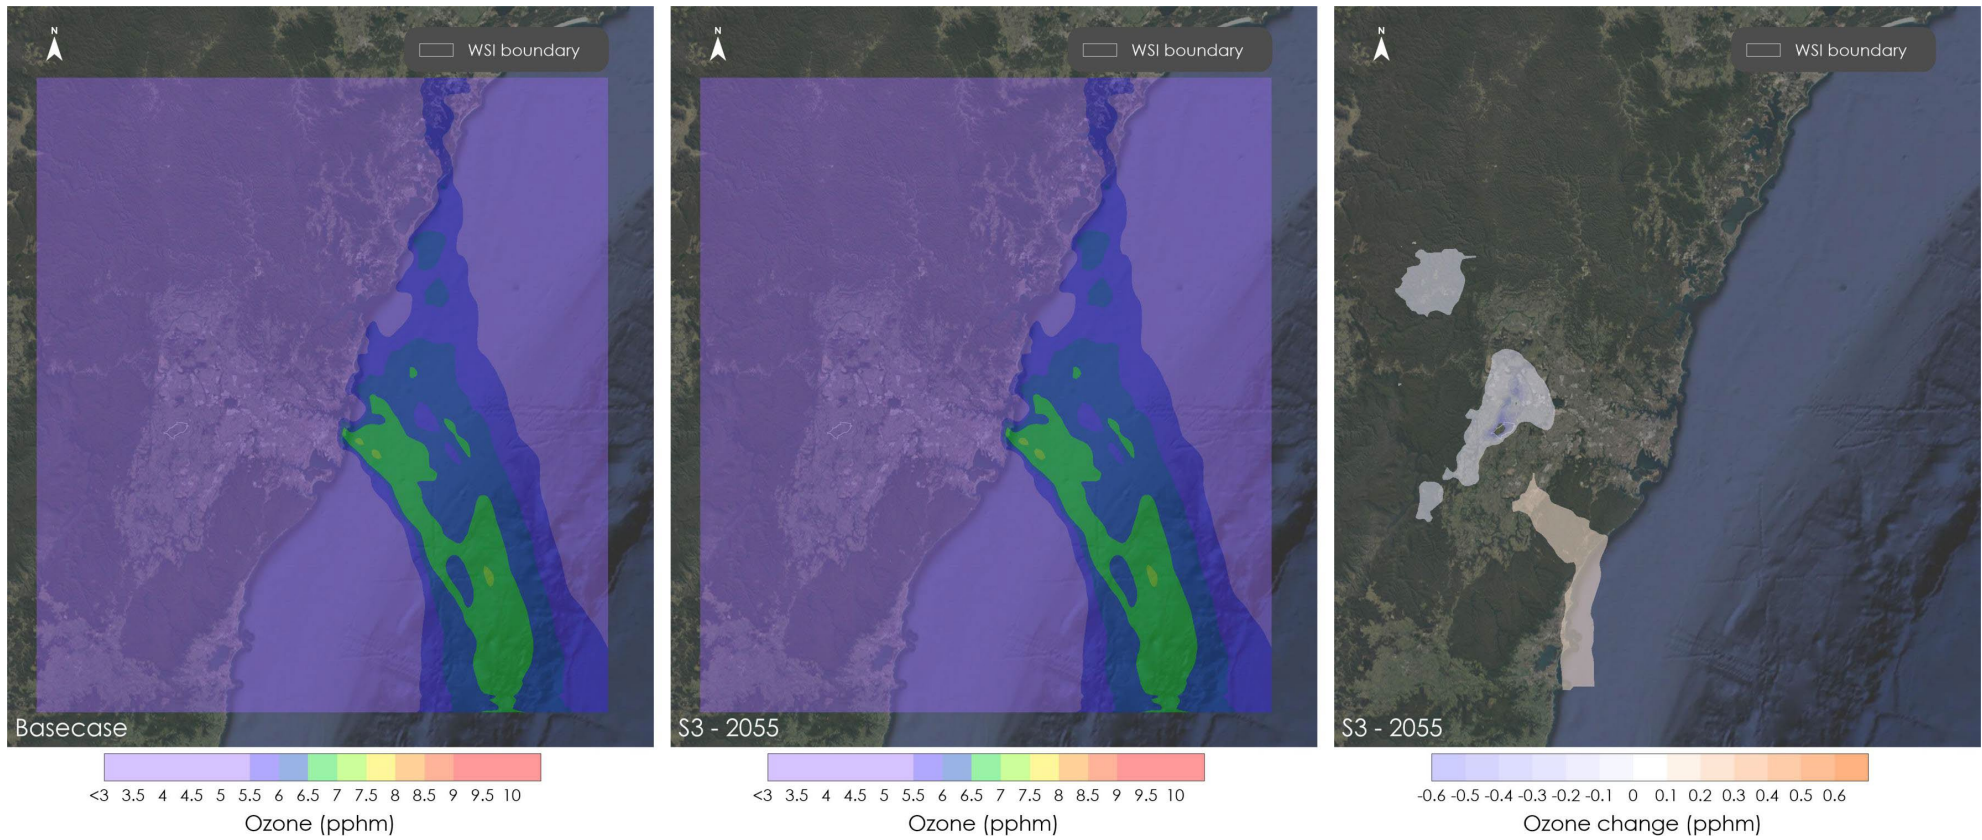 N
WSI boundary
Basecase
<3 3.5 4 4.5 5 5.5 6 6.5 7 7.5 8 8.5 9 9.5 10
Ozone (pphm)
N
WSI boundary
S3 - 2055
<3 3.5 4 4.5 5 5.5 6 6.5 7 7.5 8 8.5 9 9.5 10
Ozone (pphm)
N
WSI boundary
S3 - 2055
-0.6 -0.5 -0.4 -0.3 -0.2 -0.1 0 0.1 0.2 0.3 0.4 0.5 0.6
Ozone change (pphm)